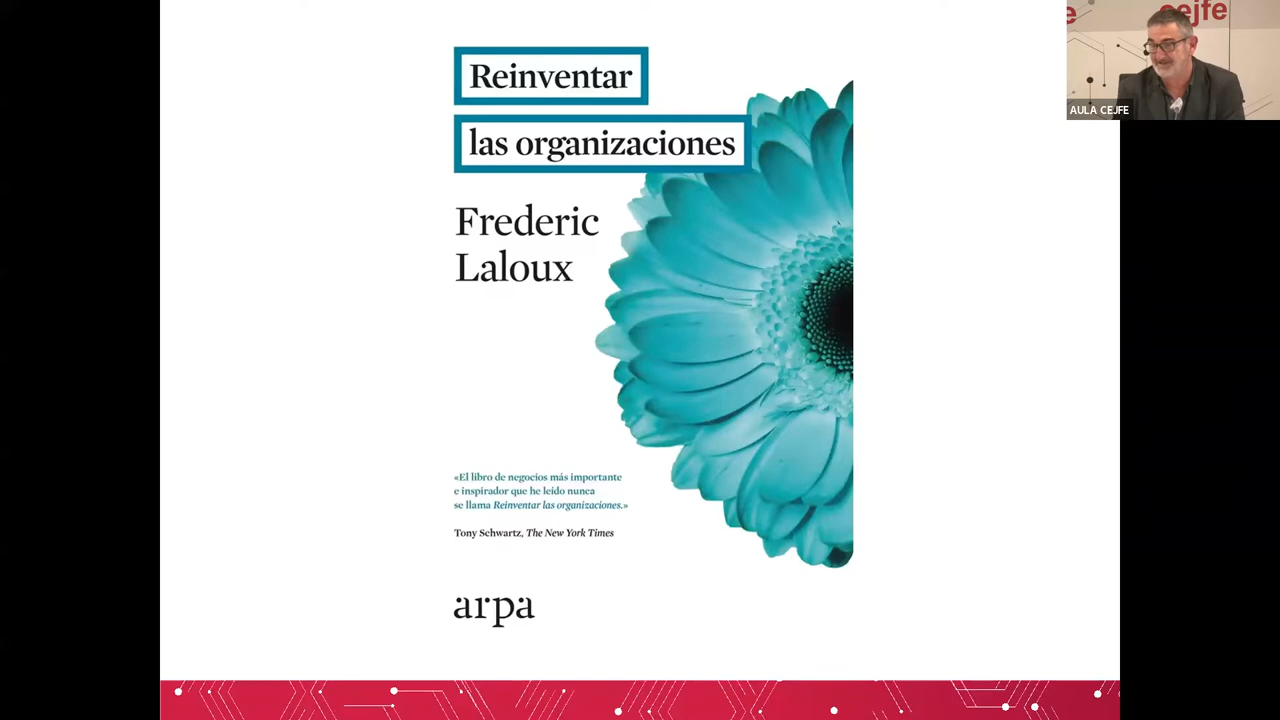 Reinventar
las organizaciones
Frederic
Laloux
«El libro de negocios más importante
e inspirador que he leído nunca
se llama Reinventar las organizaciones.»
Tony Schwartz, The New York Times
arpa
cejfe
AULA CEJFE